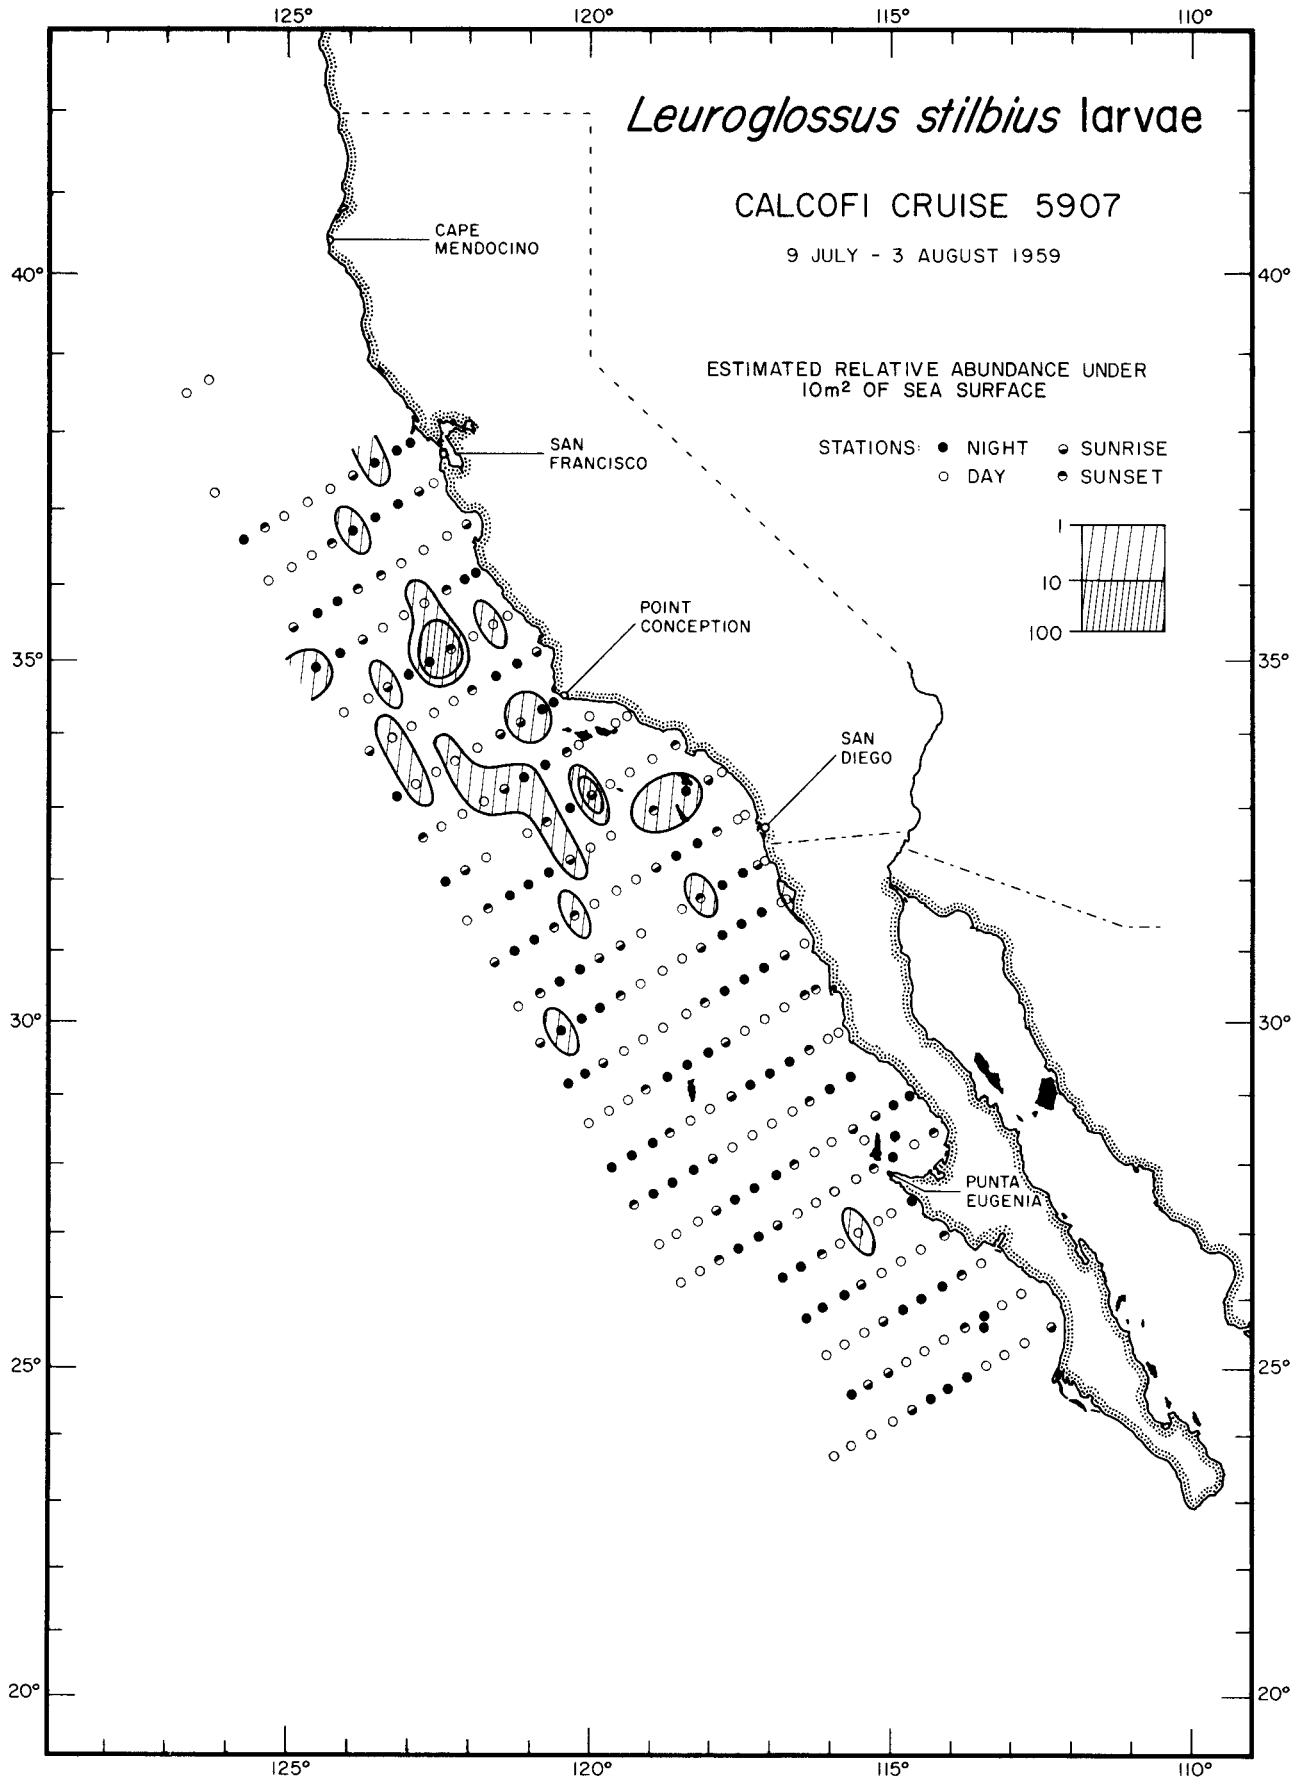 125° 120° 115° 110°
Leuroglossus stilbius larvae
CALCOFI CRUISE 5907
9 JULY - 3 AUGUST 1959
CAPE
MENDOCINO
40° 40°
ESTIMATED RELATIVE ABUNDANCE UNDER
10m² OF SEA SURFACE
STATIONS: ● NIGHT ◒ SUNRISE
○ DAY ◓ SUNSET
SAN
FRANCISCO
1
10
100
POINT
CONCEPTION
35° 35°
SAN
DIEGO
30° 30°
PUNTA
EUGENIA
25° 25°
20° 20°
125° 120° 115° 110°